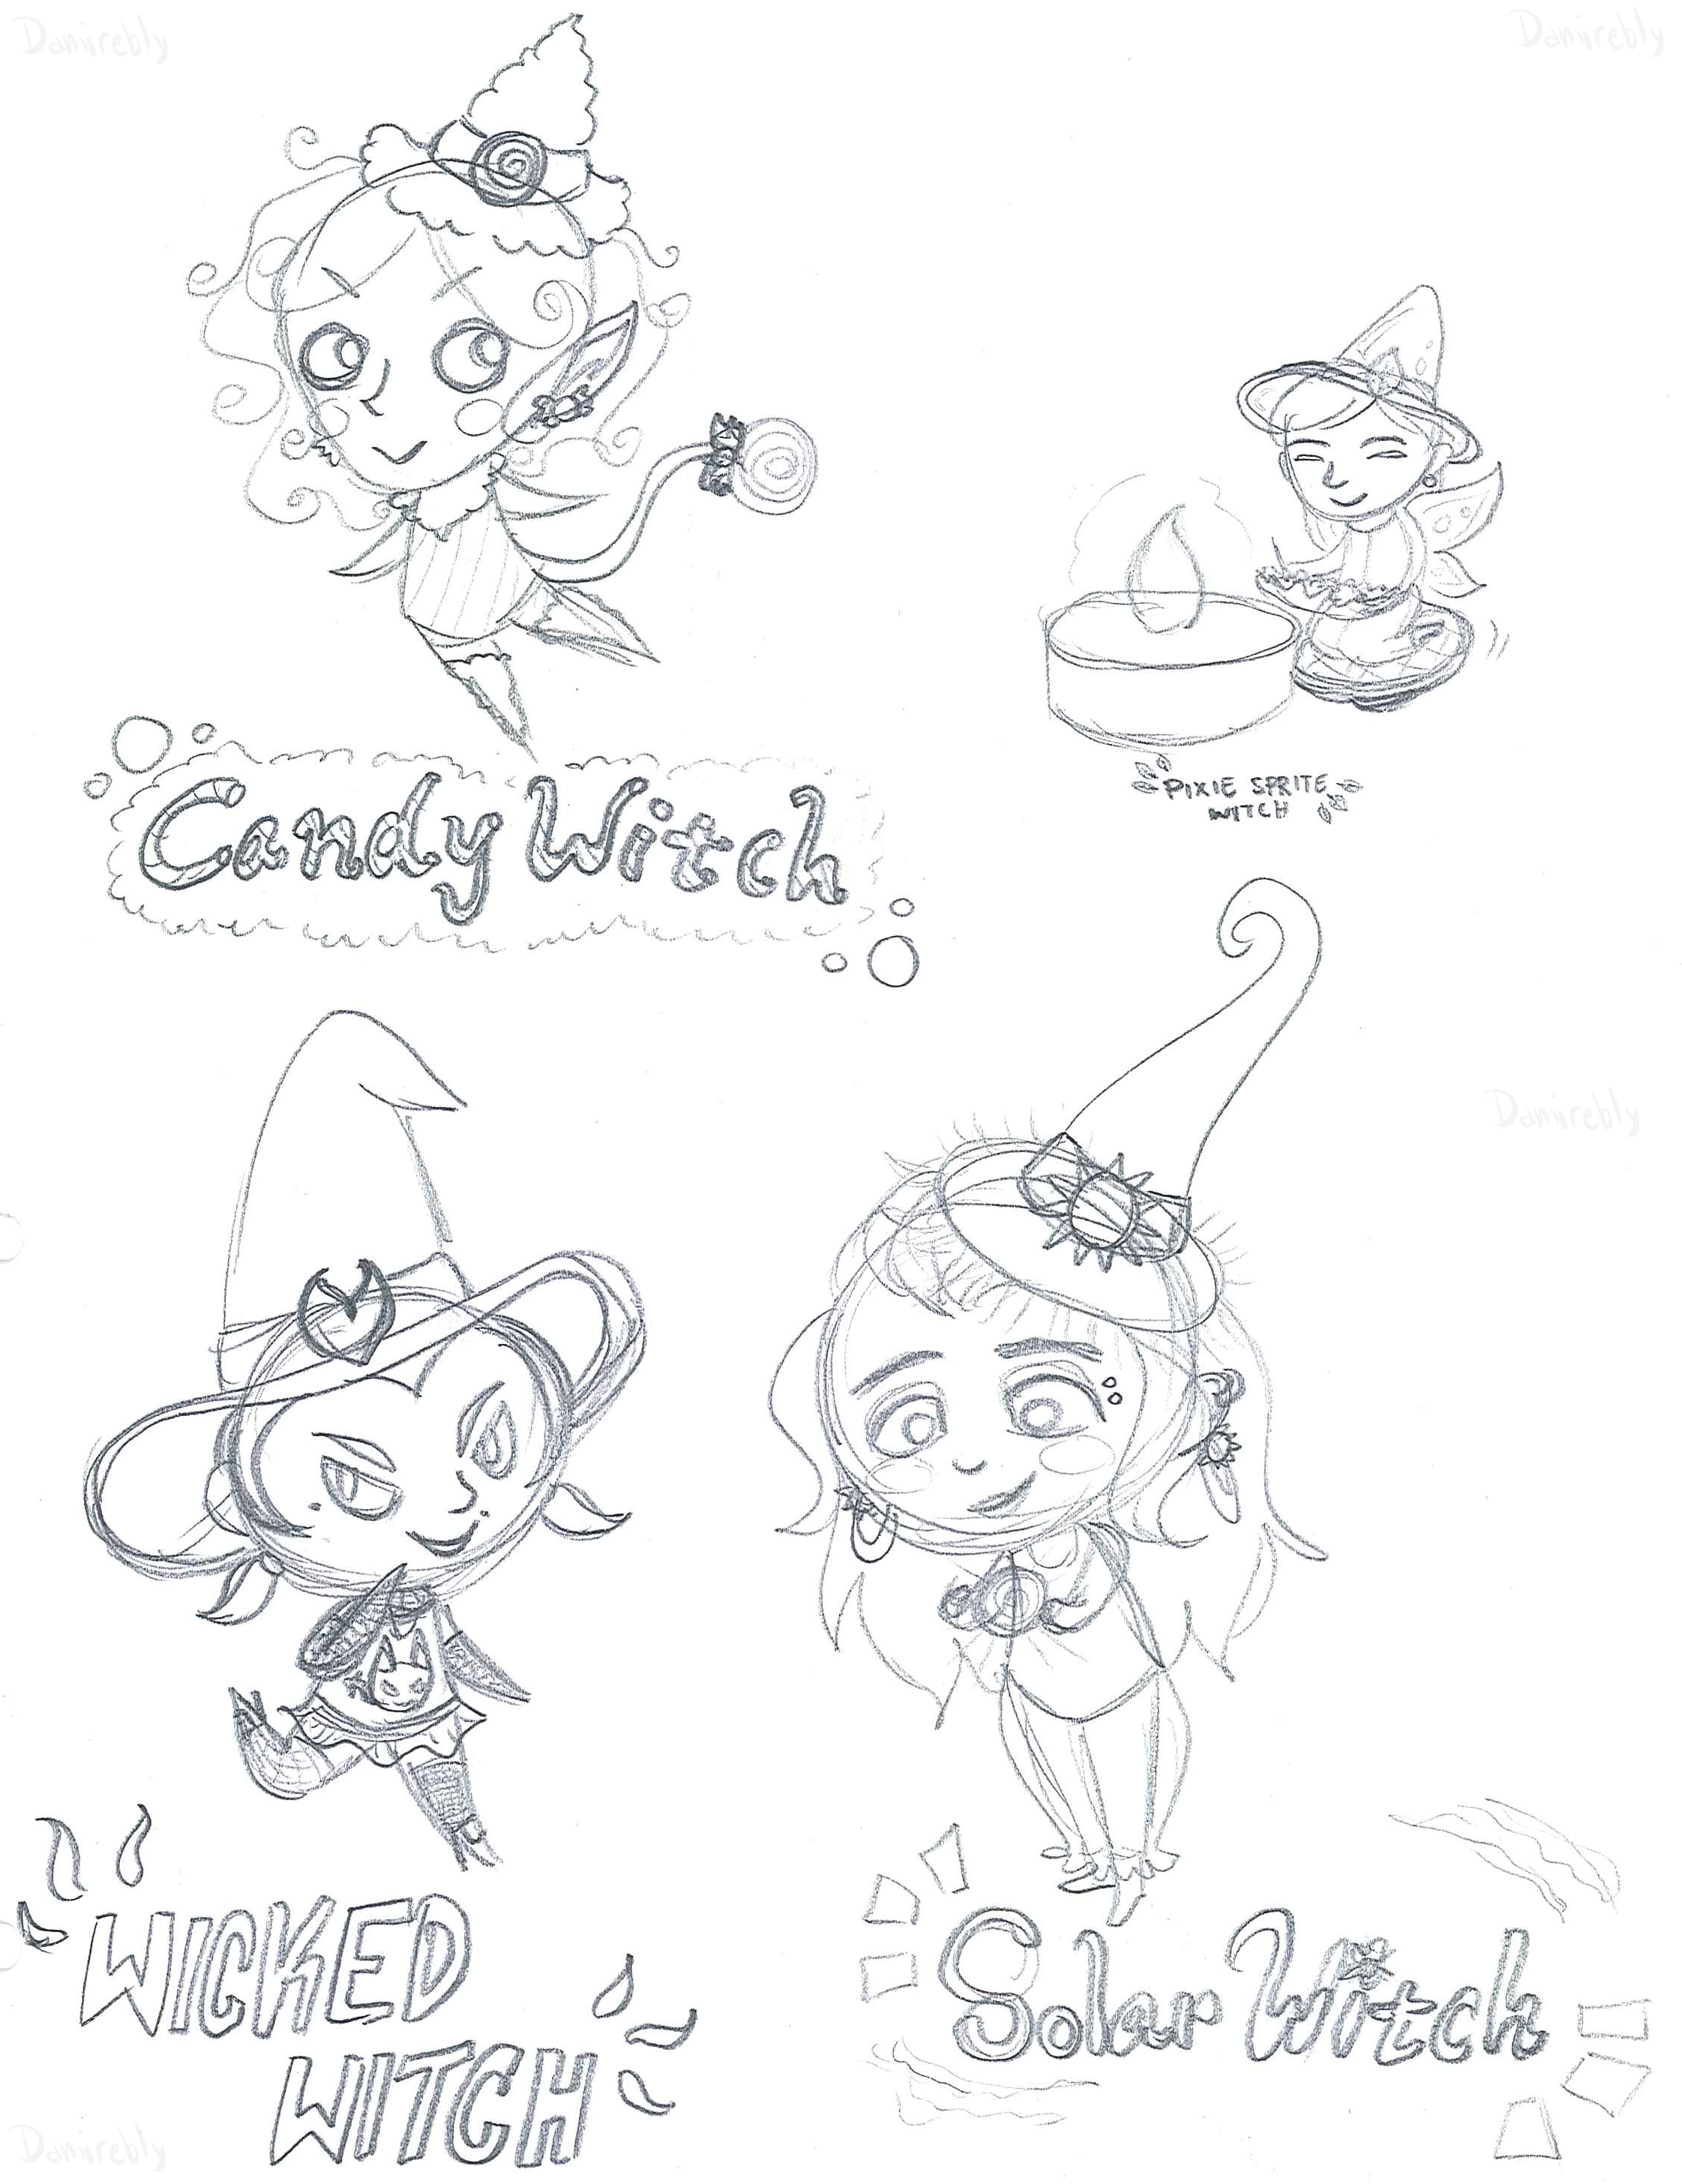 Damirebly
Damirebly
Candy Witch
PIXIE SPRITE
WITCH
Damirebly
WICKED
WITCH
Solar Witch
Damirebly